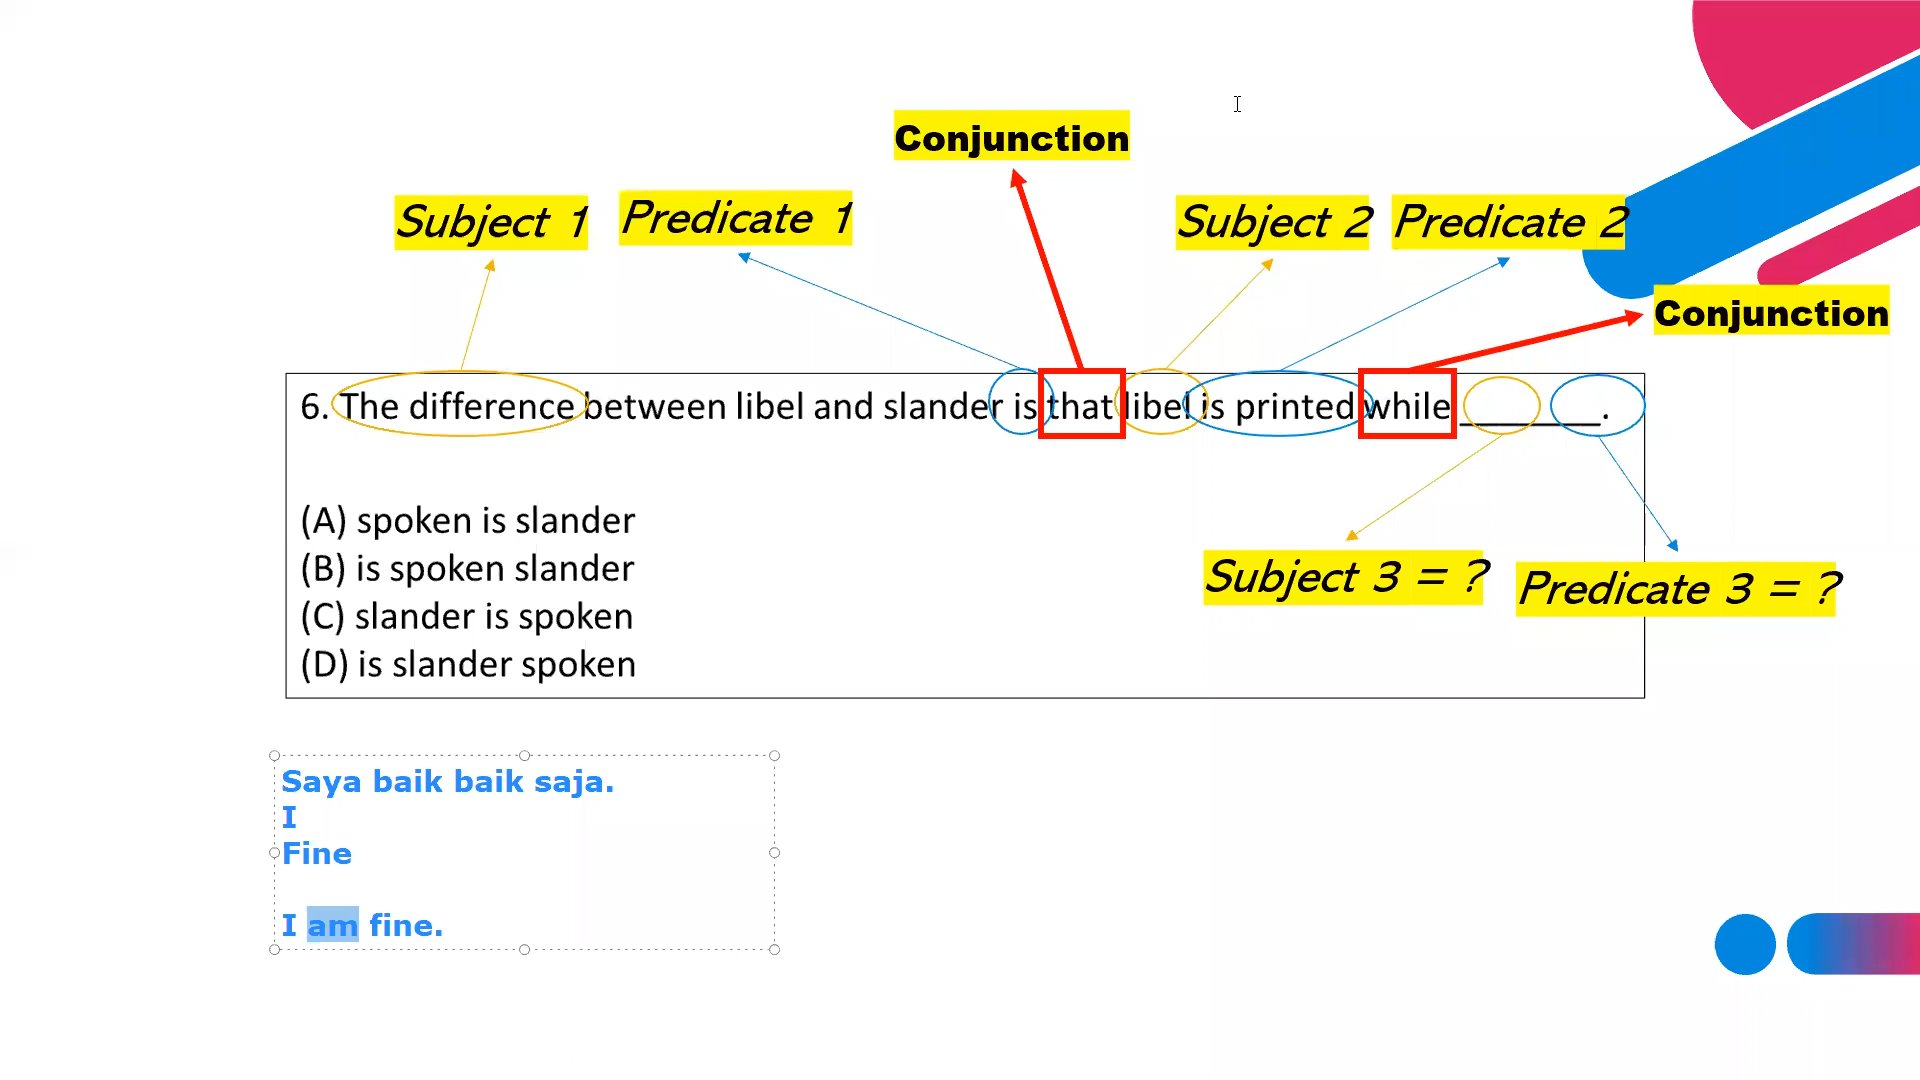 Conjunction
Subject 1 Predicate 1 Subject 2 Predicate 2
Conjunction
6. The difference between libel and slander is that libel is printed while ________.
(A) spoken is slander
(B) is spoken slander
(C) slander is spoken
(D) is slander spoken
Subject 3 = ? Predicate 3 = ?
Saya baik baik saja.
I
Fine
I am fine.